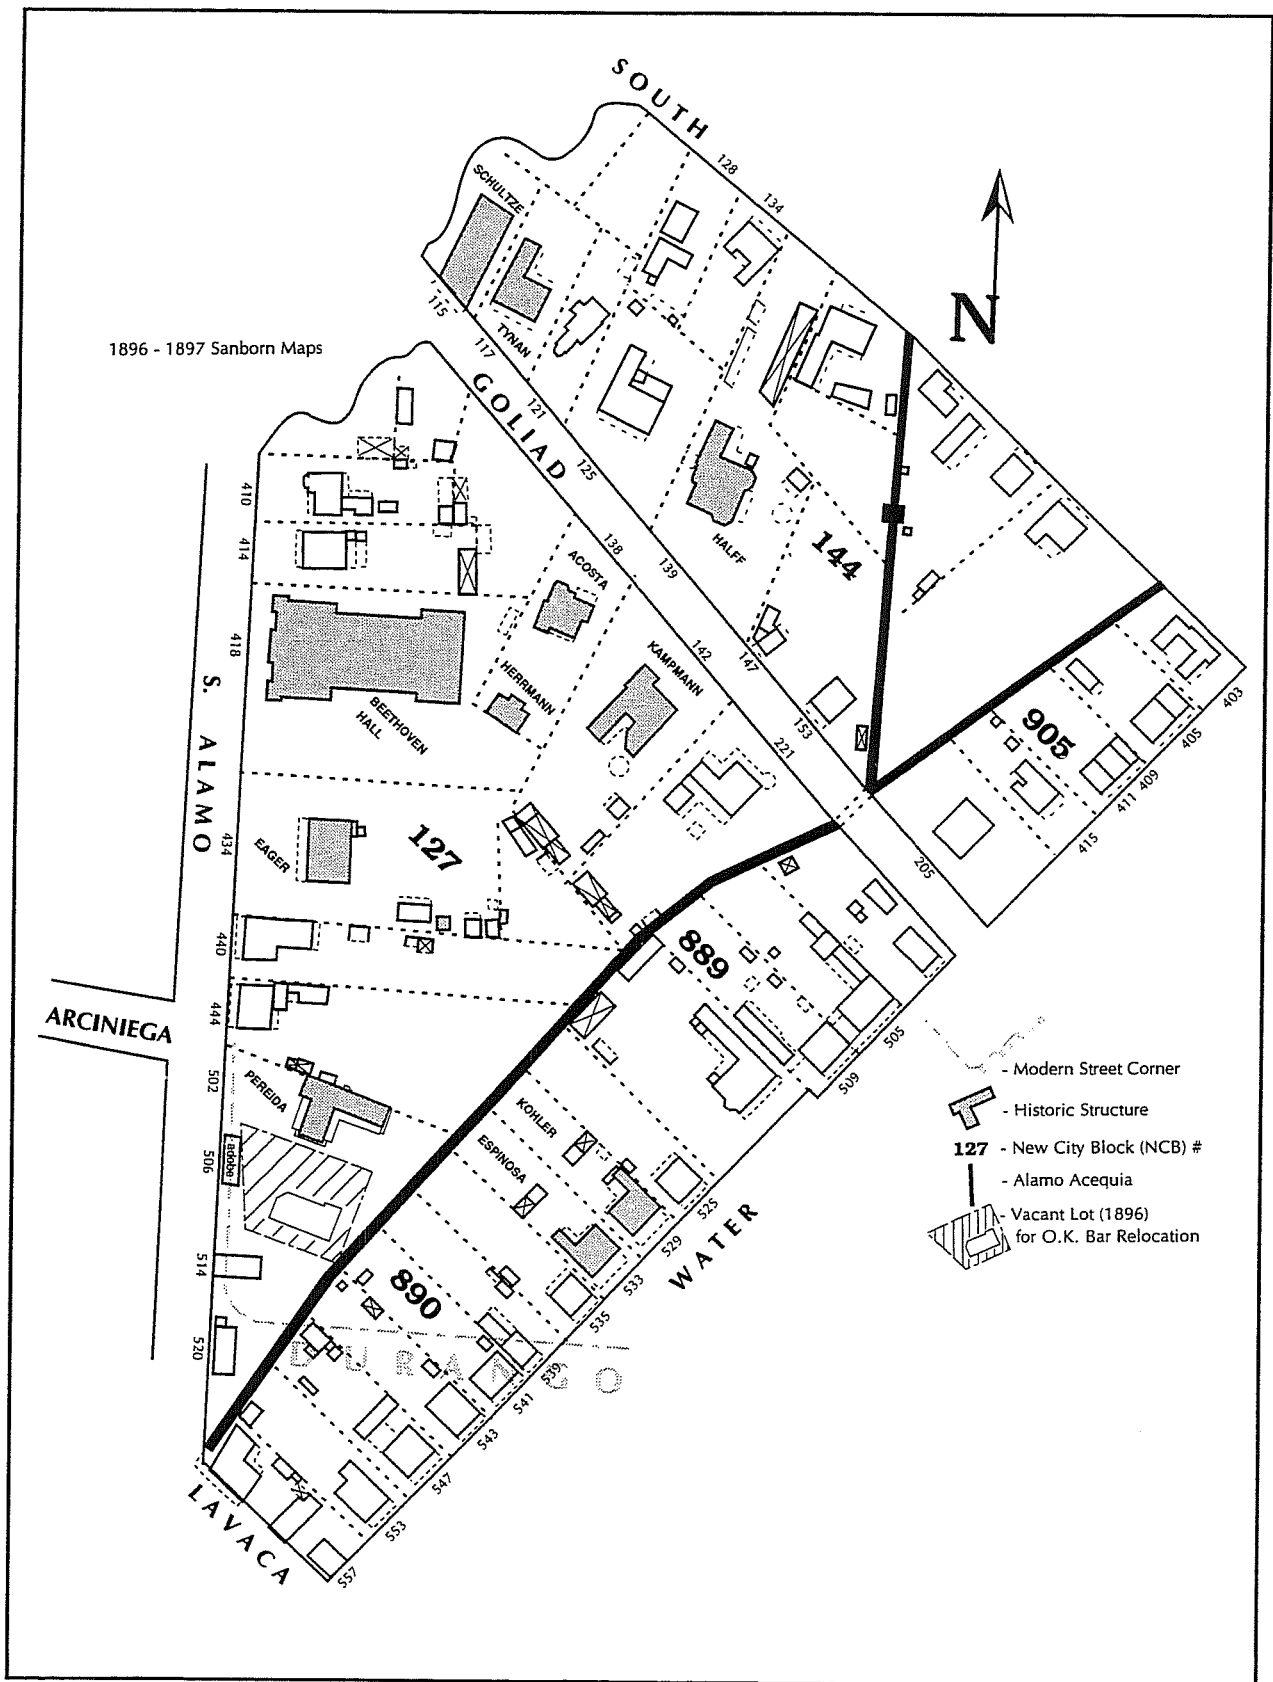 SOUTH
128
134
SCHULTZE
115
TYNAN
117
N
1896 - 1897 Sanborn Maps
GOLIAD
121
125
138
139
HALFF
144
410
414
ACOSTA
418
HERRMANN
KAMPMANN
142
147
BEETHOVEN
HALL
S. ALAMO
153
221
905
403
405
409
411
415
434
EAGER
127
205
440
889
444
ARCINIEGA
505
509
502
PEREIDA
KOHLER
ESPINOSA
506
adobe
525
529
WATER
533
535
514
890
520
DURANGO
539
541
543
547
553
557
LAVACA
- Modern Street Corner
- Historic Structure
127 - New City Block (NCB) #
- Alamo Acequia
- Vacant Lot (1896)
for O.K. Bar Relocation